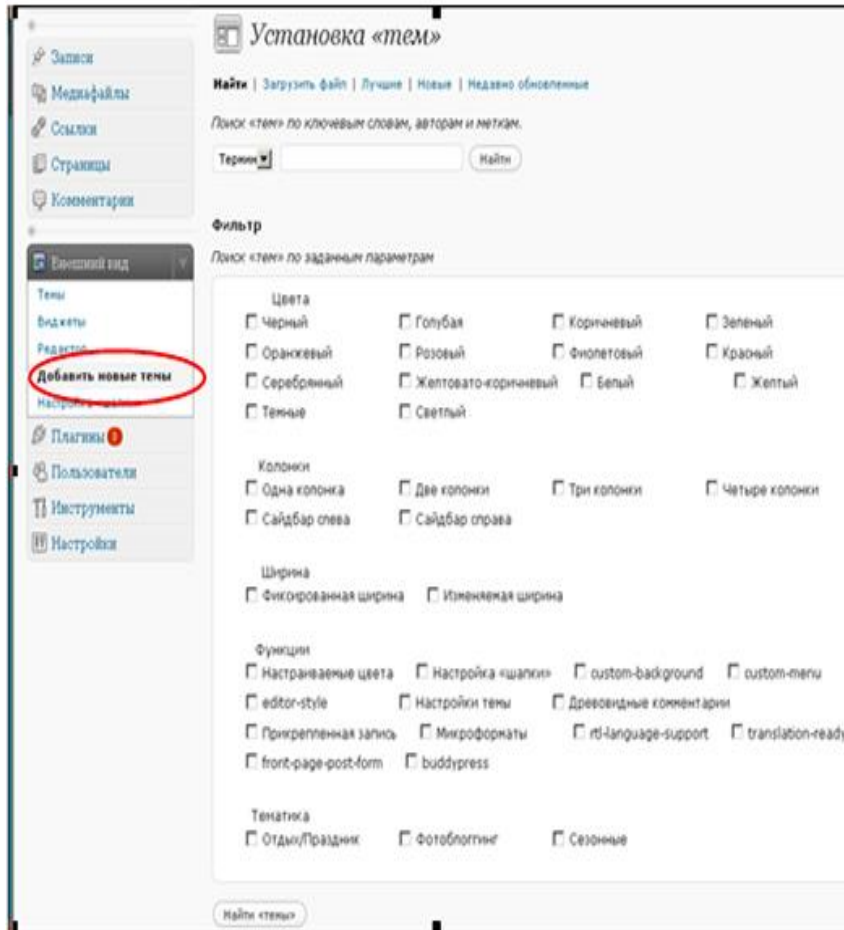 Записи
Медиафайлы
Ссылки
Страницы
Комментарии
Внешний вид
Темы
Виджеты
Редактор
Добавить новые темы
Плагины
Пользователи
Инструменты
Настройки
Установка «тем»
Найти | Загрузить файл | Лучшие | Новые | Недавно обновленные
Поиск «тем» по ключевым словам, авторам и меткам.
Термин Найти
Фильтр
Поиск «тем» по заданным параметрам
Цвета
Черный Голубая Коричневый Зеленый
Оранжевый Розовый Фиолетовый Красный
Серебрянный Желтовато-коричневый Белый Желтый
Темные Светлый
Колонки
Одна колонка Две колонки Три колонки Четыре колонки
Сайдбар слева Сайдбар справа
Ширина
Фиксированная ширина Изменяемая ширина
Функции
Настраиваемые цвета Настройка «шапки» custom-background custom-menu
editor-style Настройки темы Древовидные комментарии
Прикрепленная запись Микроформаты rtl-language-support translation-ready
front-page-post-form buddypress
Тематика
Отдых/Праздник Фотоблоггинг Сезонные
Найти «темы»